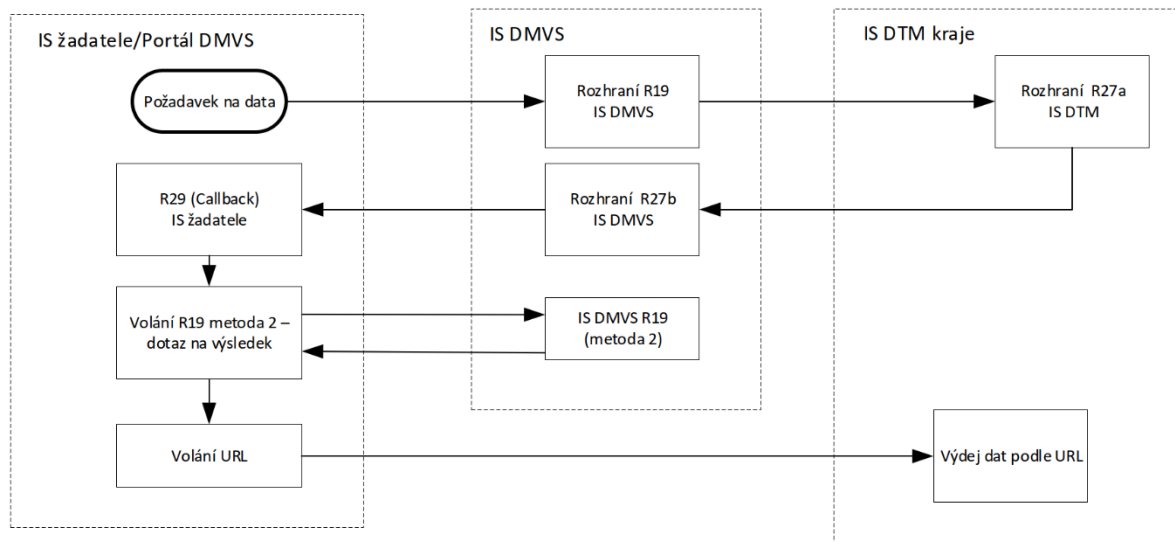 IS žadatele/Portál DMVS
IS DMVS
IS DTM kraje
Požadavek na data
Rozhraní R19
IS DMVS
Rozhraní R27a
IS DTM
R29 (Callback)
IS žadatele
Rozhraní R27b
IS DMVS
Volání R19 metoda 2 –
dotaz na výsledek
IS DMVS R19
(metoda 2)
Volání URL
Výdej dat podle URL